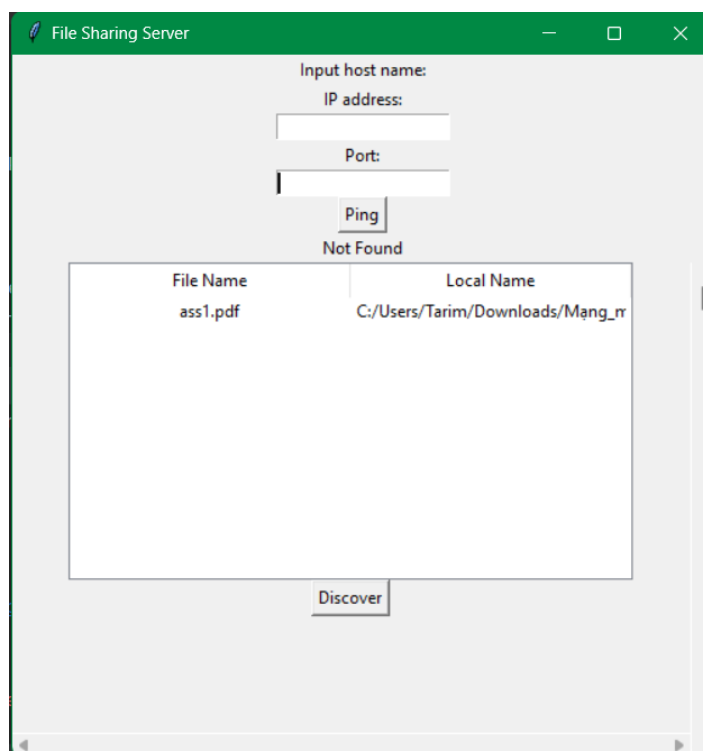 File Sharing Server
Input host name:
IP address:
Port:
Ping
Not Found
File Name Local Name
ass1.pdf C:/Users/Tarim/Downloads/Mạng_m
Discover